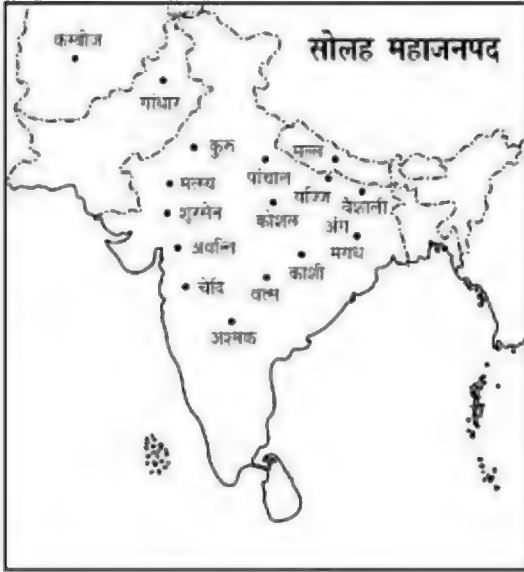 सोलह महाजनपद
कम्बोज
गांधार
कुरु
मल्ल
पांचाल
मत्स्य
वज्जि
वैशाली
शूरसेन
कोशल
अंग
अवन्ति
मगध
काशी
चेदि
वत्स
अश्मक